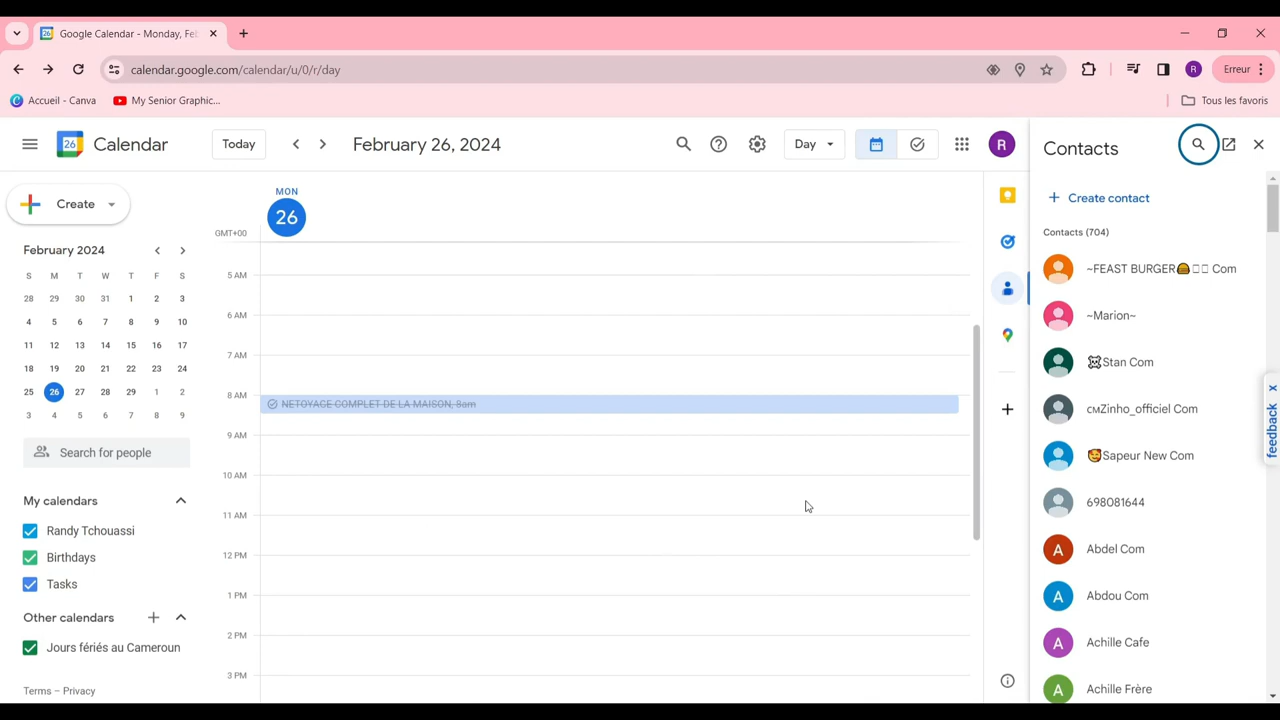 Google Calendar - Monday, Feb
calendar.google.com/calendar/u/0/r/day
R
Erreur
Accueil - Canva
My Senior Graphic...
Tous les favoris
26
Calendar
Today
February 26, 2024
Day
R
Contacts
Create
MON
26
GMT+00
Create contact
Contacts (704)
February 2024
S M T W T F S
28 29 30 31 1 2 3
4 5 6 7 8 9 10
11 12 13 14 15 16 17
18 19 20 21 22 23 24
25 26 27 28 29 1 2
3 4 5 6 7 8 9
Search for people
My calendars
Randy Tchouassi
Birthdays
Tasks
Other calendars
Jours fériés au Cameroun
Terms – Privacy
5 AM
6 AM
7 AM
8 AM
NETOYAGE COMPLET DE LA MAISON, 8am
9 AM
10 AM
11 AM
12 PM
1 PM
2 PM
3 PM
~FEAST BURGER🍔 Com
~Marion~
🐹Stan Com
cмZinho_officiel Com
🥰Sapeur New Com
698081644
A Abdel Com
A Abdou Com
A Achille Cafe
A Achille Frère
feedback x